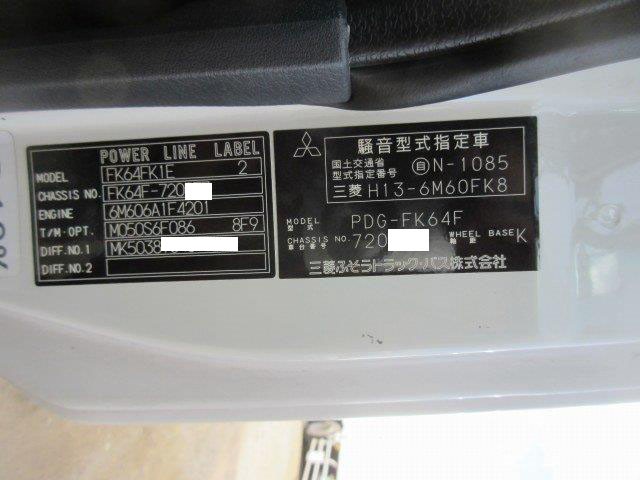 POWER LINE LABEL
MODEL FK64FK1E 2
CHASSIS NO. FK64F-720
ENGINE 6M606A1F4201
T/M・OPT. M050S6F086 8F9
DIFF.NO.1 MK5038
DIFF.NO.2
騒音型式指定車
国土交通省
型式指定番号 自N-1085
三菱 H13-6M60FK8
MODEL
型式 PDG-FK64F
CHASSIS NO.
車台番号 720
WHEEL BASE
軸距 K
三菱ふそうトラック・バス株式会社